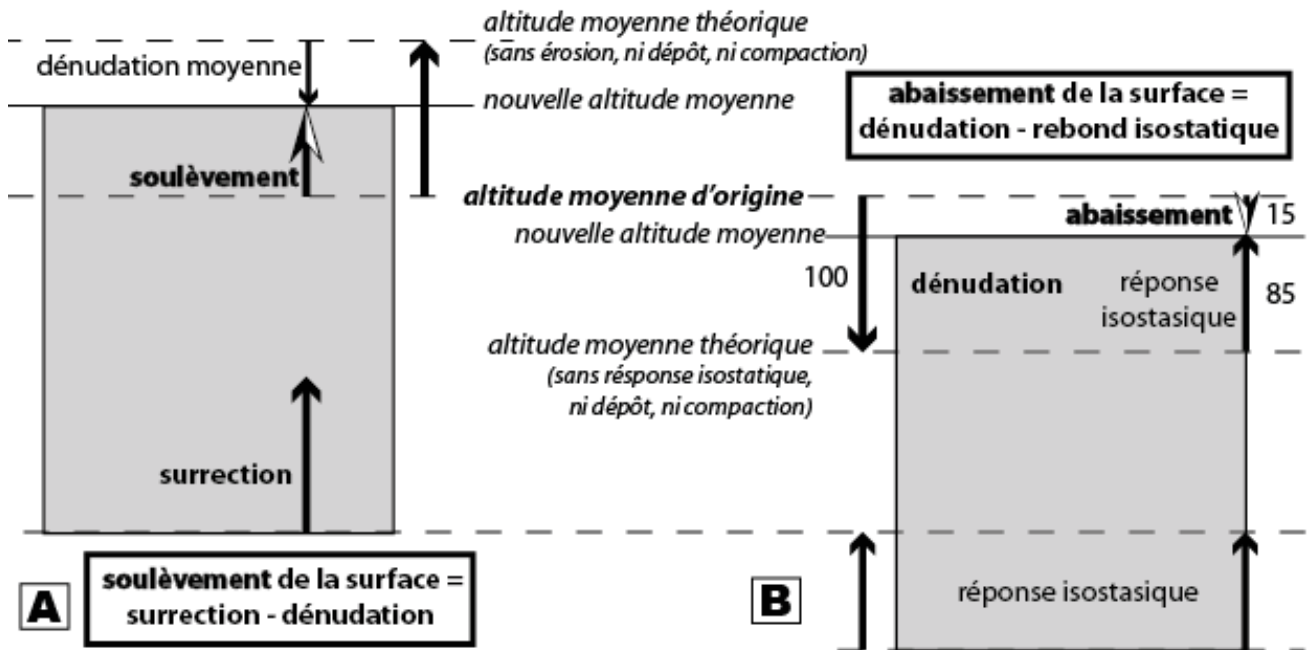 altitude moyenne théorique
(sans érosion, ni dépôt, ni compaction)
dénudation moyenne
nouvelle altitude moyenne
soulèvement
surrection
A
soulèvement de la surface =
surrection - dénudation
abaissement de la surface =
dénudation - rebond isostatique
altitude moyenne d'origine
nouvelle altitude moyenne
abaissement
15
100
dénudation
réponse
isostasique
85
altitude moyenne théorique
(sans résponse isostatique,
ni dépôt, ni compaction)
B
réponse isostasique